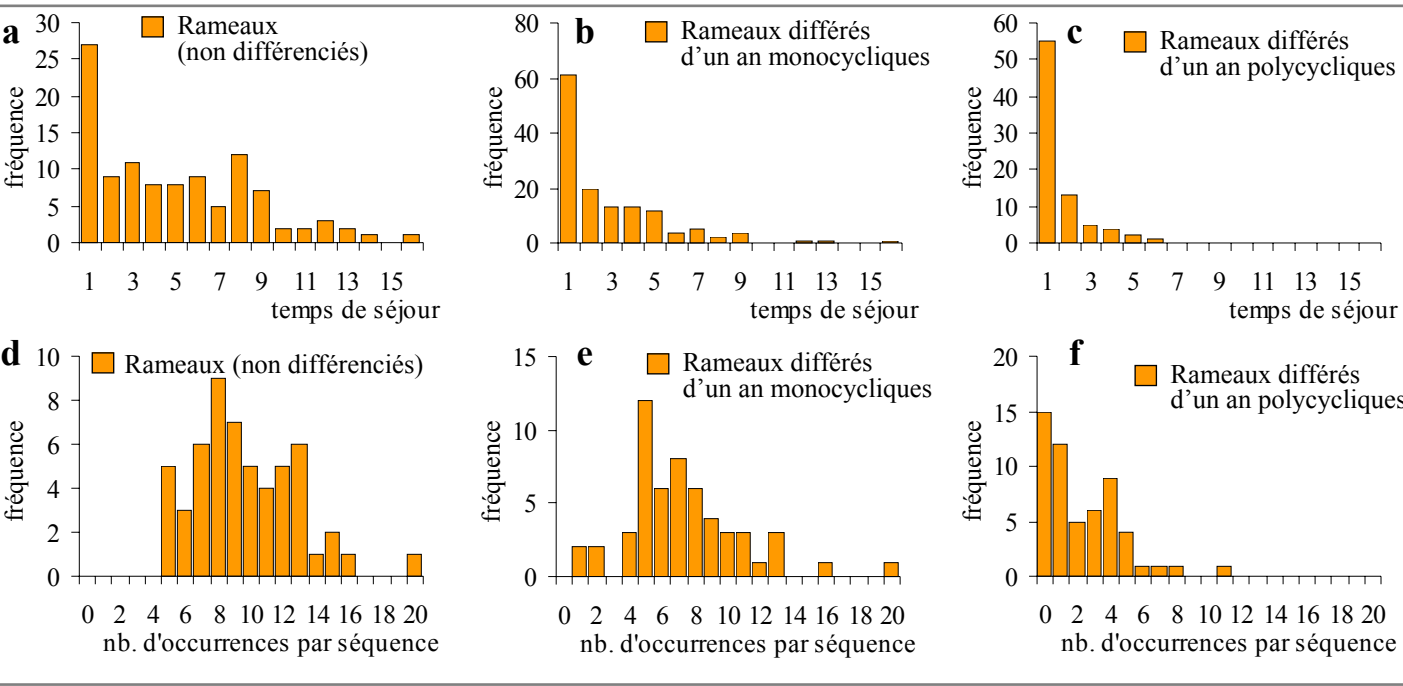 a
Rameaux
(non différenciés)
fréquence
30
25
20
15
10
5
0
1 3 5 7 9 11 13 15
temps de séjour
b
Rameaux différés
d'un an monocycliques
fréquence
80
60
40
20
0
1 3 5 7 9 11 13 15
temps de séjour
c
Rameaux différés
d'un an polycycliques
fréquence
60
50
40
30
20
10
0
1 3 5 7 9 11 13 15
temps de séjour
d
Rameaux (non différenciés)
fréquence
10
8
6
4
2
0
0 2 4 6 8 10 12 14 16 18 20
nb. d'occurrences par séquence
e
Rameaux différés
d'un an monocycliques
fréquence
15
10
5
0
0 2 4 6 8 10 12 14 16 18 20
nb. d'occurrences par séquence
f
Rameaux différés
d'un an polycycliques
fréquence
20
15
10
5
0
0 2 4 6 8 10 12 14 16 18 20
nb. d'occurrences par séquence